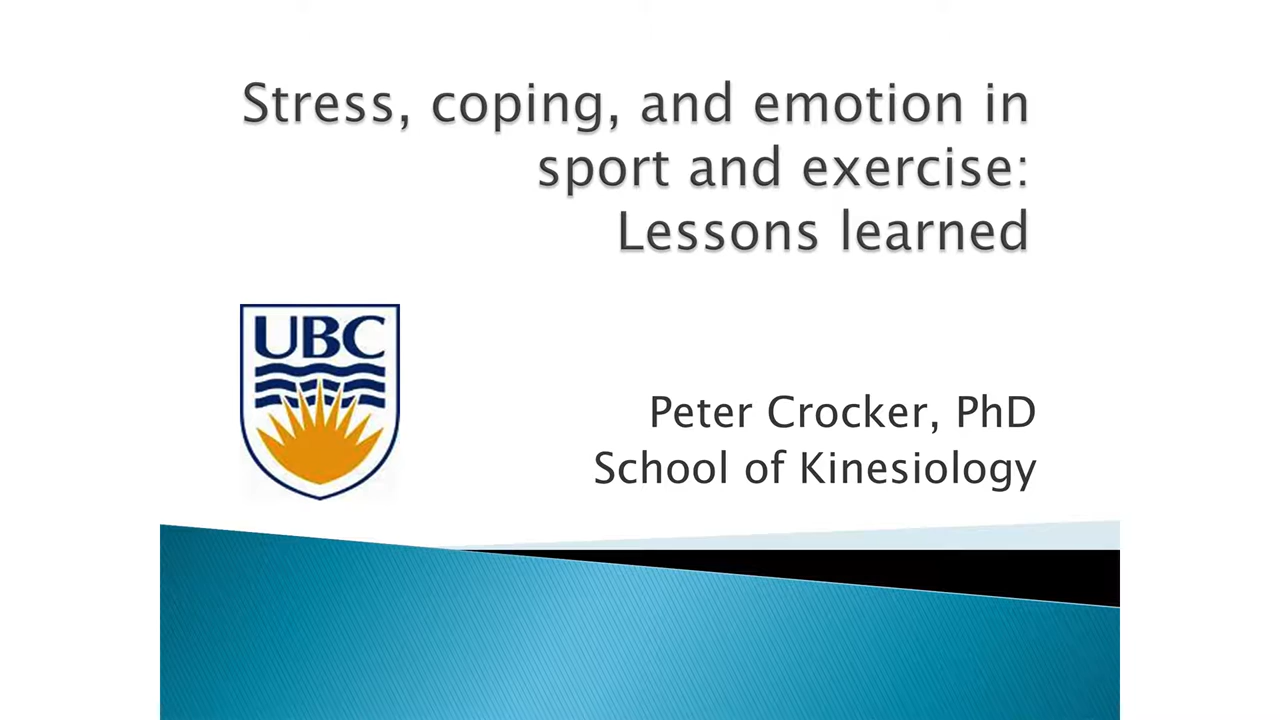 Stress, coping, and emotion in
sport and exercise:
Lessons learned
UBC
Peter Crocker, PhD
School of Kinesiology